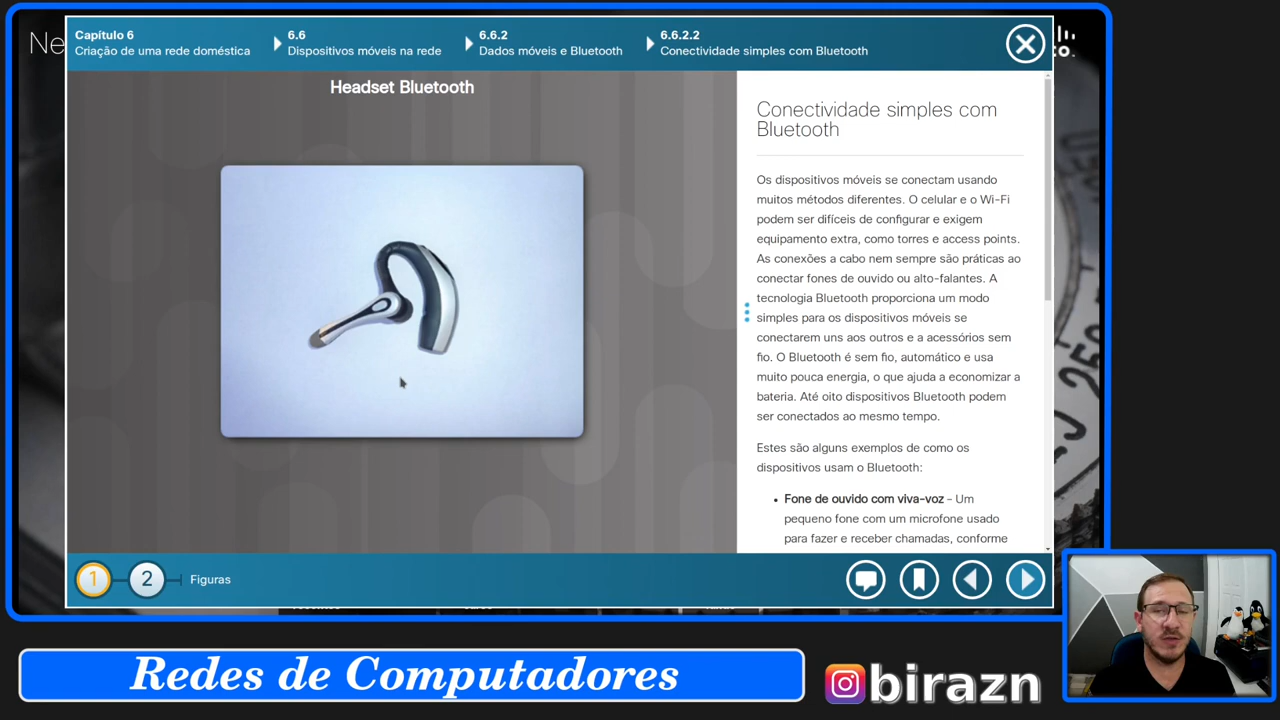 Ne
Capítulo 6
Criação de uma rede doméstica
6.6
Dispositivos móveis na rede
6.6.2
Dados móveis e Bluetooth
6.6.2.2
Conectividade simples com Bluetooth
Headset Bluetooth
Conectividade simples com
Bluetooth
Os dispositivos móveis se conectam usando
muitos métodos diferentes. O celular e o Wi-Fi
podem ser difíceis de configurar e exigem
equipamento extra, como torres e access points.
As conexões a cabo nem sempre são práticas ao
conectar fones de ouvido ou alto-falantes. A
tecnologia Bluetooth proporciona um modo
simples para os dispositivos móveis se
conectarem uns aos outros e a acessórios sem
fio. O Bluetooth é sem fio, automático e usa
muito pouca energia, o que ajuda a economizar a
bateria. Até oito dispositivos Bluetooth podem
ser conectados ao mesmo tempo.
Estes são alguns exemplos de como os
dispositivos usam o Bluetooth:
• Fone de ouvido com viva-voz – Um
pequeno fone com um microfone usado
para fazer e receber chamadas, conforme
1
2
Figuras
Redes de Computadores
birazn